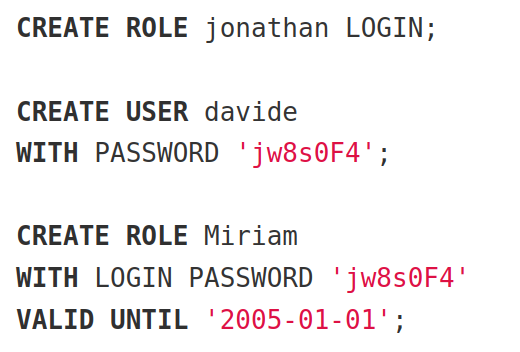 CREATE ROLE jonathan LOGIN;
CREATE USER davide
WITH PASSWORD 'jw8s0F4';
CREATE ROLE Miriam
WITH LOGIN PASSWORD 'jw8s0F4'
VALID UNTIL '2005-01-01';